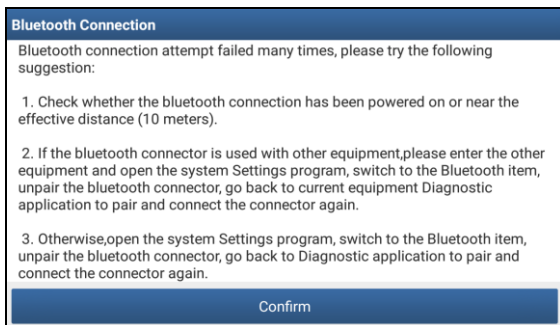 Bluetooth Connection
Bluetooth connection attempt failed many times, please try the following
suggestion:
1. Check whether the bluetooth connection has been powered on or near the
effective distance (10 meters).
2. If the bluetooth connector is used with other equipment,please enter the other
equipment and open the system Settings program, switch to the Bluetooth item,
unpair the bluetooth connector, go back to current equipment Diagnostic
application to pair and connect the connector again.
3. Otherwise,open the system Settings program, switch to the Bluetooth item,
unpair the bluetooth connector, go back to Diagnostic application to pair and
connect the connector again.
Confirm